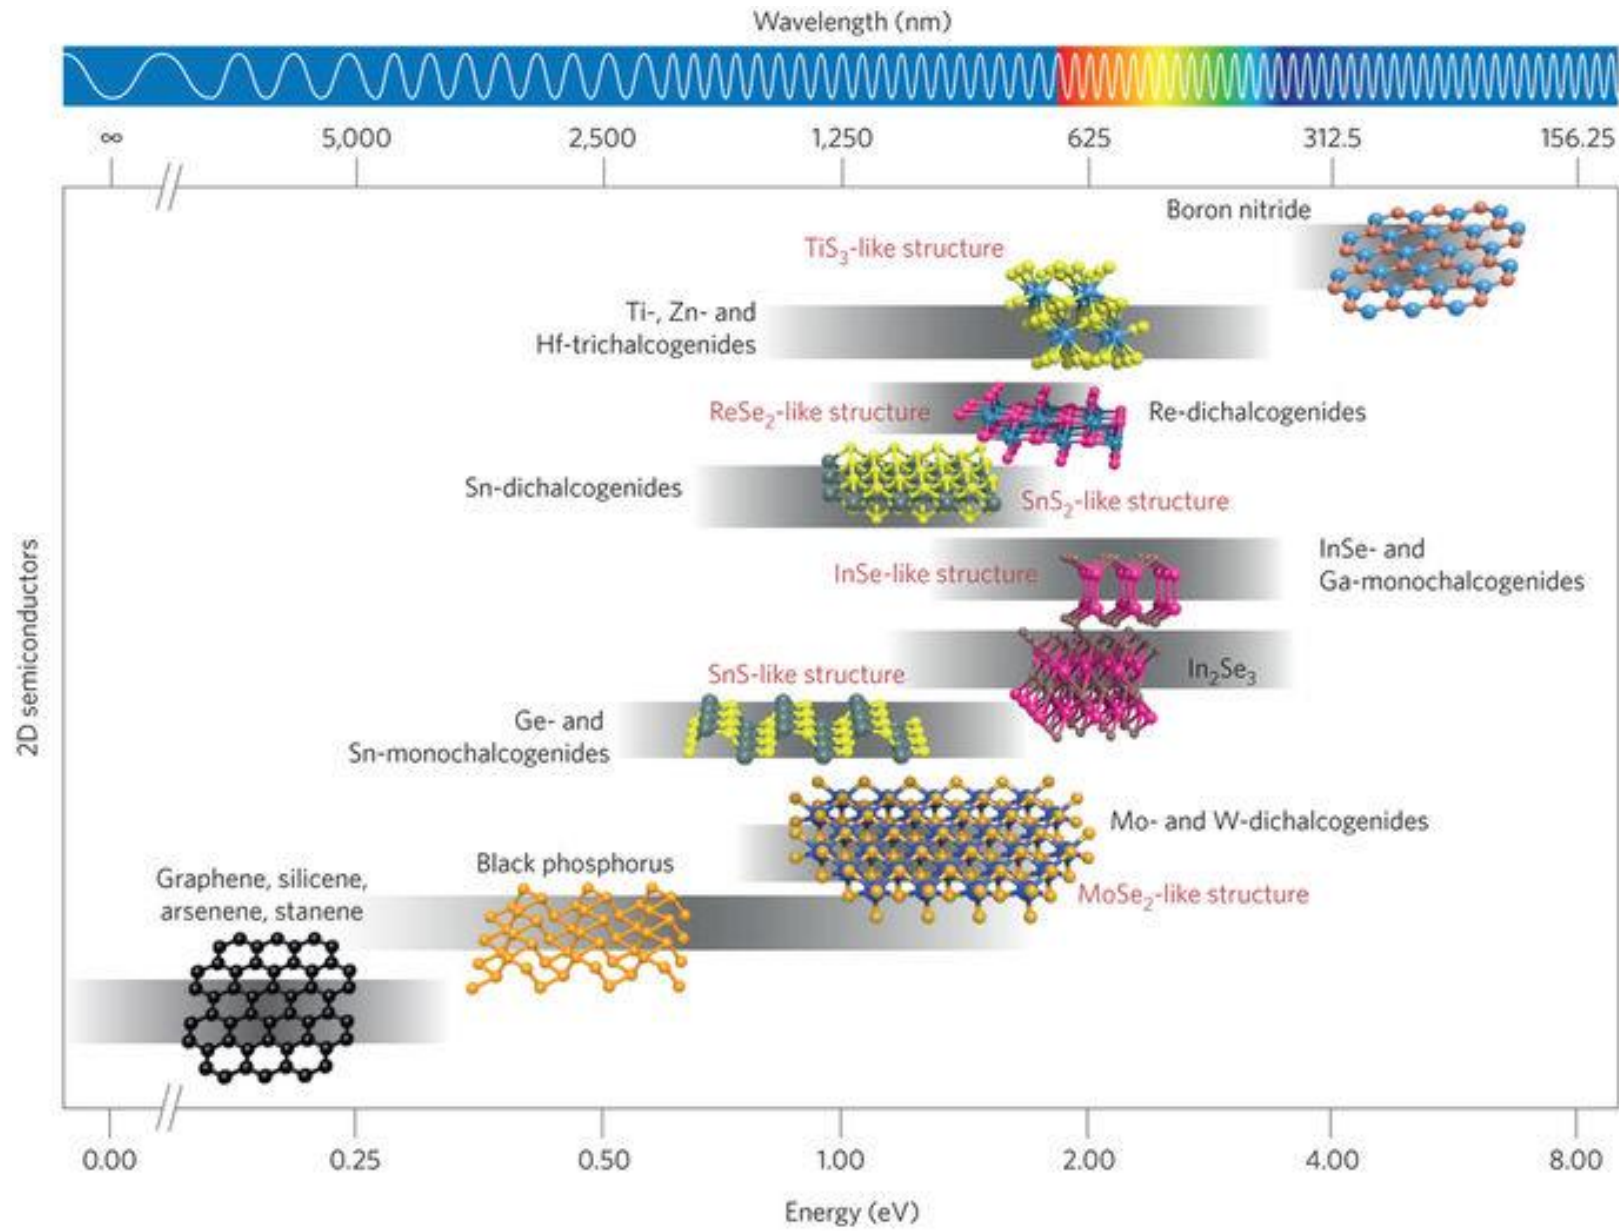 Wavelength (nm)
∞ 5,000 2,500 1,250 625 312.5 156.25
Boron nitride
TiS₃-like structure
Ti-, Zn- and
Hf-trichalcogenides
ReSe₂-like structure
Re-dichalcogenides
Sn-dichalcogenides
SnS₂-like structure
InSe- and
Ga-monochalcogenides
InSe-like structure
In₂Se₃
SnS-like structure
Ge- and
Sn-monochalcogenides
Mo- and W-dichalcogenides
MoSe₂-like structure
Black phosphorus
Graphene, silicene,
arsenene, stanene
2D semiconductors
0.00 0.25 0.50 1.00 2.00 4.00 8.00
Energy (eV)